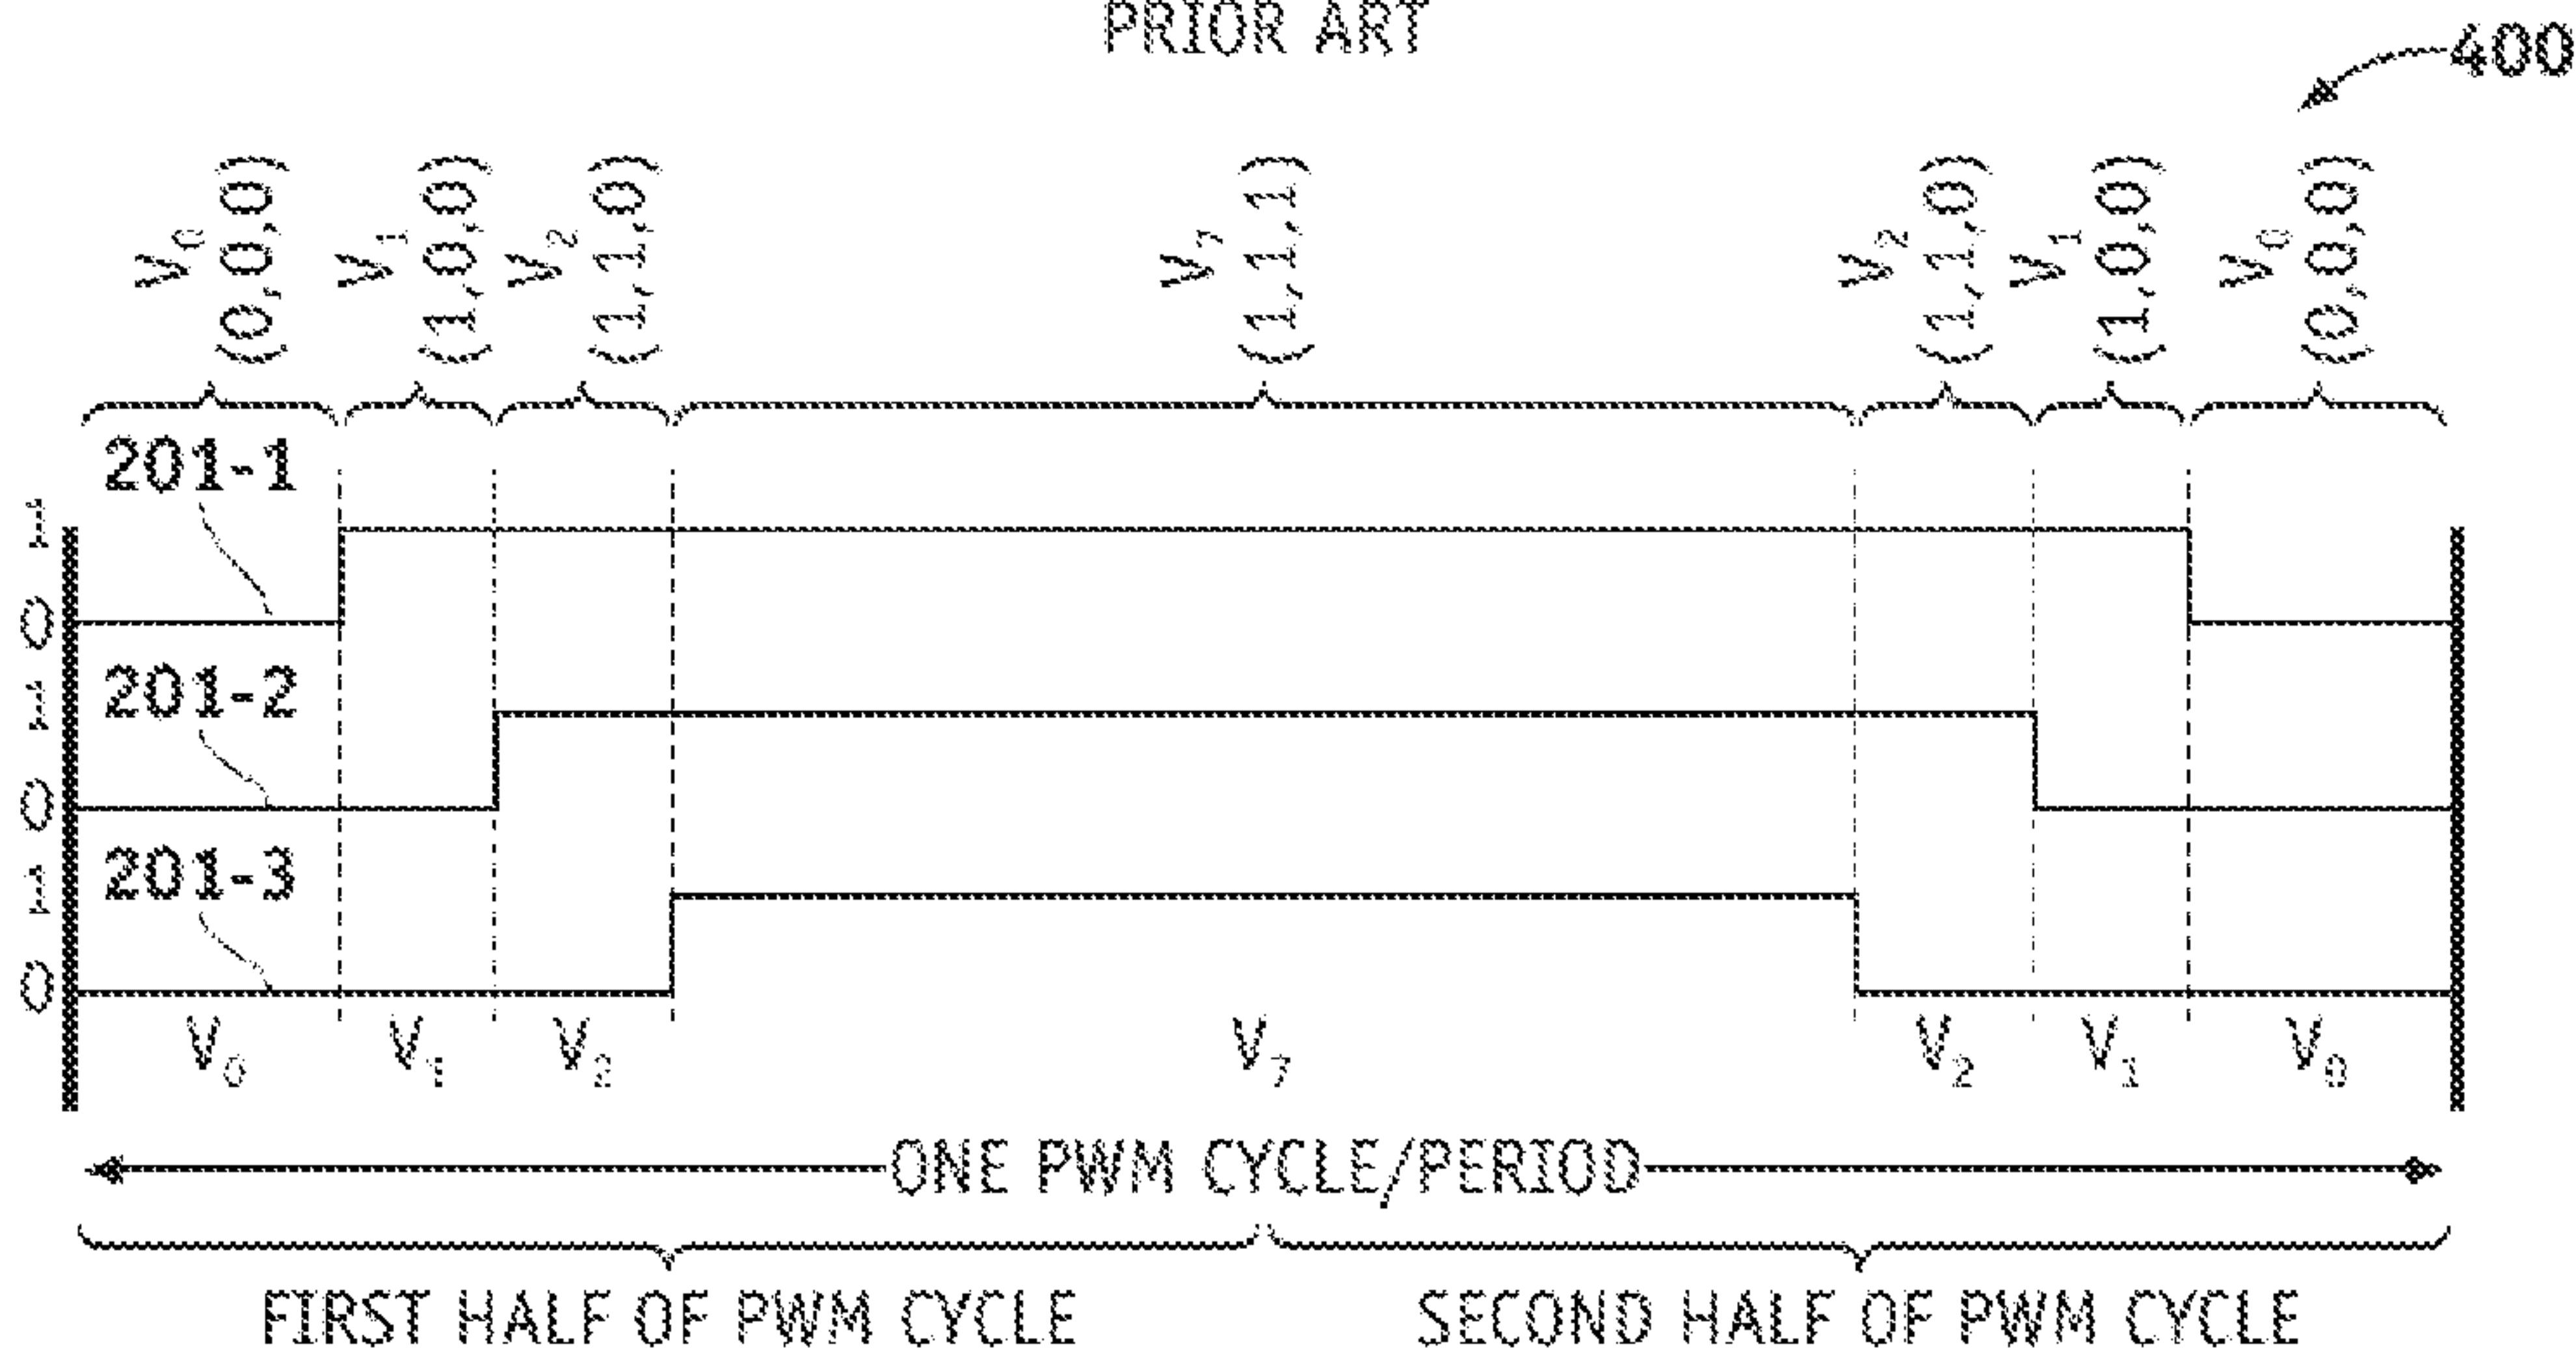 PRIOR ART
400
V₀ (0,0,0)
V₁ (1,0,0)
V₂ (1,1,0)
V₇ (1,1,1)
V₂ (1,1,0)
V₁ (1,0,0)
V₀ (0,0,0)
201-1
1
0
201-2
1
0
201-3
1
0
V₀ V₁ V₂ V₇ V₂ V₁ V₀
ONE PWM CYCLE/PERIOD
FIRST HALF OF PWM CYCLE SECOND HALF OF PWM CYCLE